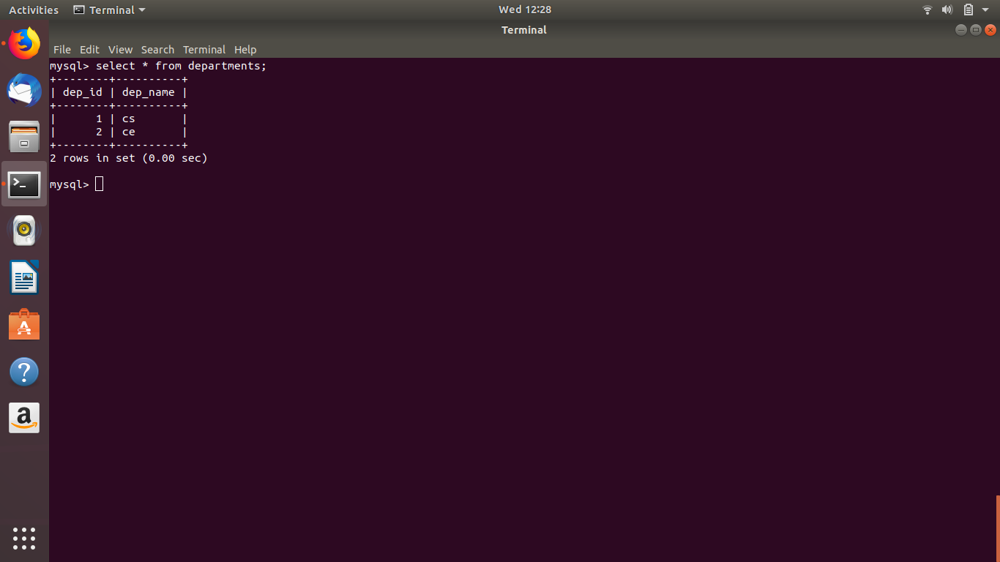 Activities Terminal Wed 12:28
Terminal
File Edit View Search Terminal Help
mysql> select * from departments;
+--------+----------+
| dep_id | dep_name |
+--------+----------+
|      1 | cs       |
|      2 | ce       |
+--------+----------+
2 rows in set (0.00 sec)
mysql>
>_
A
?
a